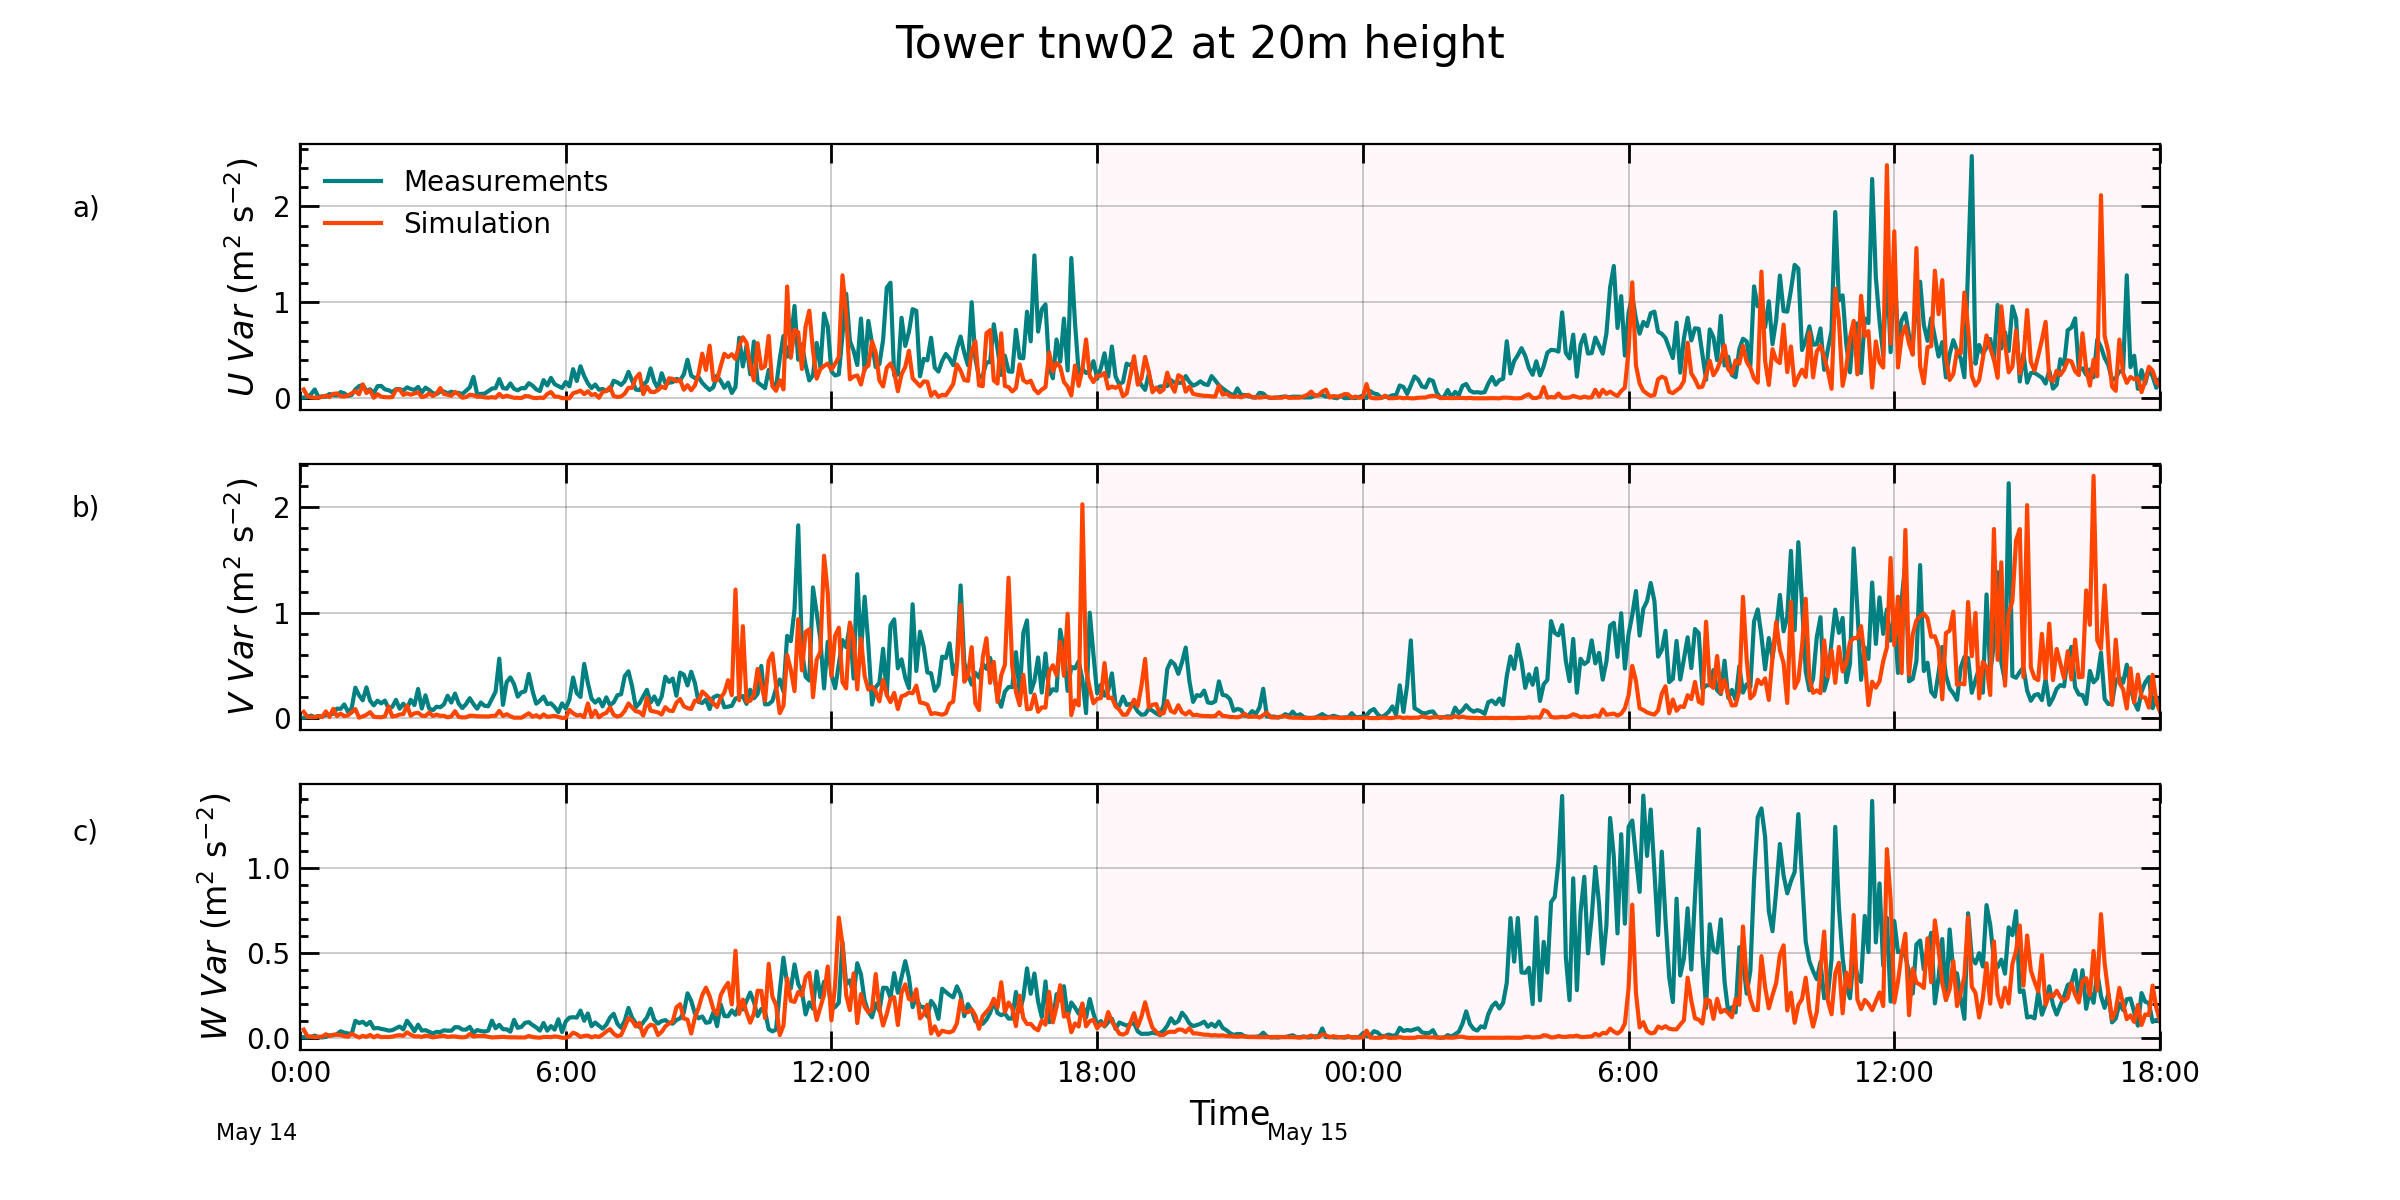 Tower tnw02 at 20m height
a)
U Var (m² s⁻²)
2
1
0
Measurements
Simulation
b)
V Var (m² s⁻²)
2
1
0
c)
W Var (m² s⁻²)
1.0
0.5
0.0
0:00 6:00 12:00 18:00 00:00 6:00 12:00 18:00
Time
May 14 May 15